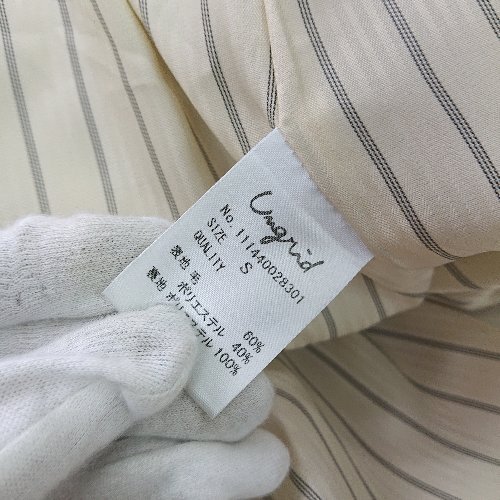 Ungrid
No. 111440028301
SIZE S
QUALITY
表地 毛 60%
ポリエステル 40%
裏地 ポリエステル 100%